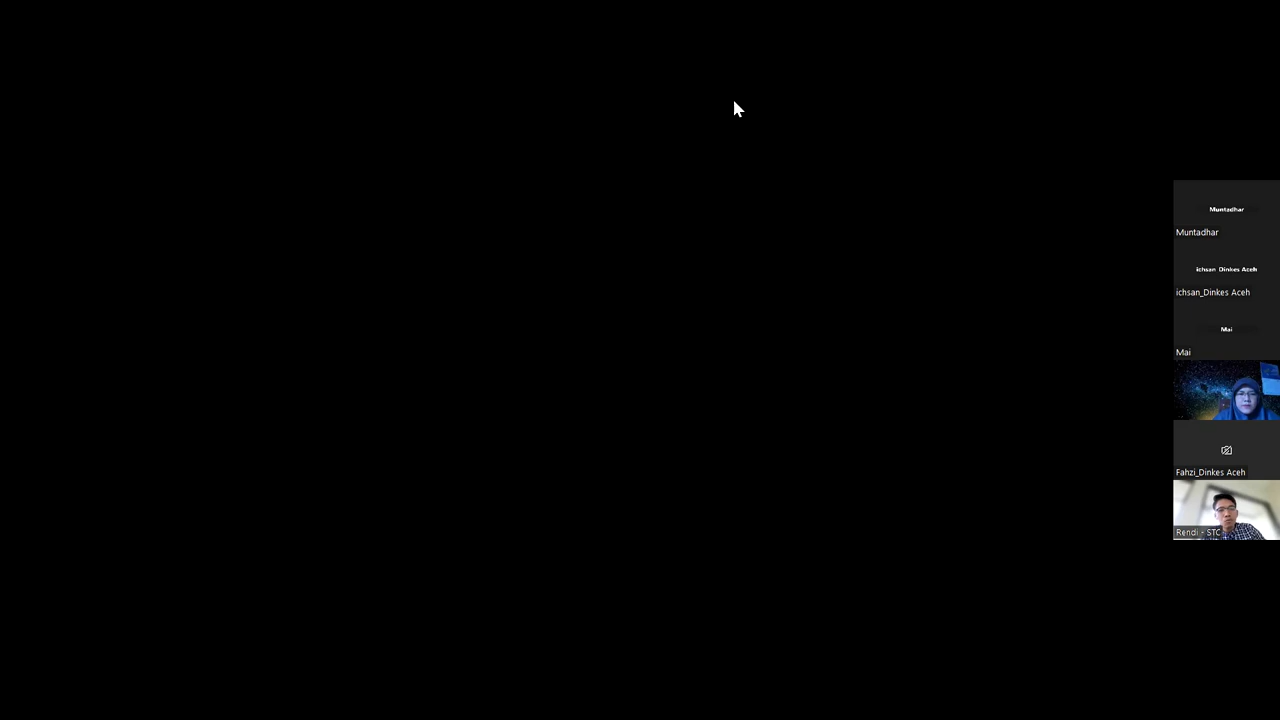 Muntadhar
Muntadhar
ichsan_Dinkes Aceh
ichsan_Dinkes Aceh
Mai
Mai
Fahzi_Dinkes Aceh
Rendi - STC